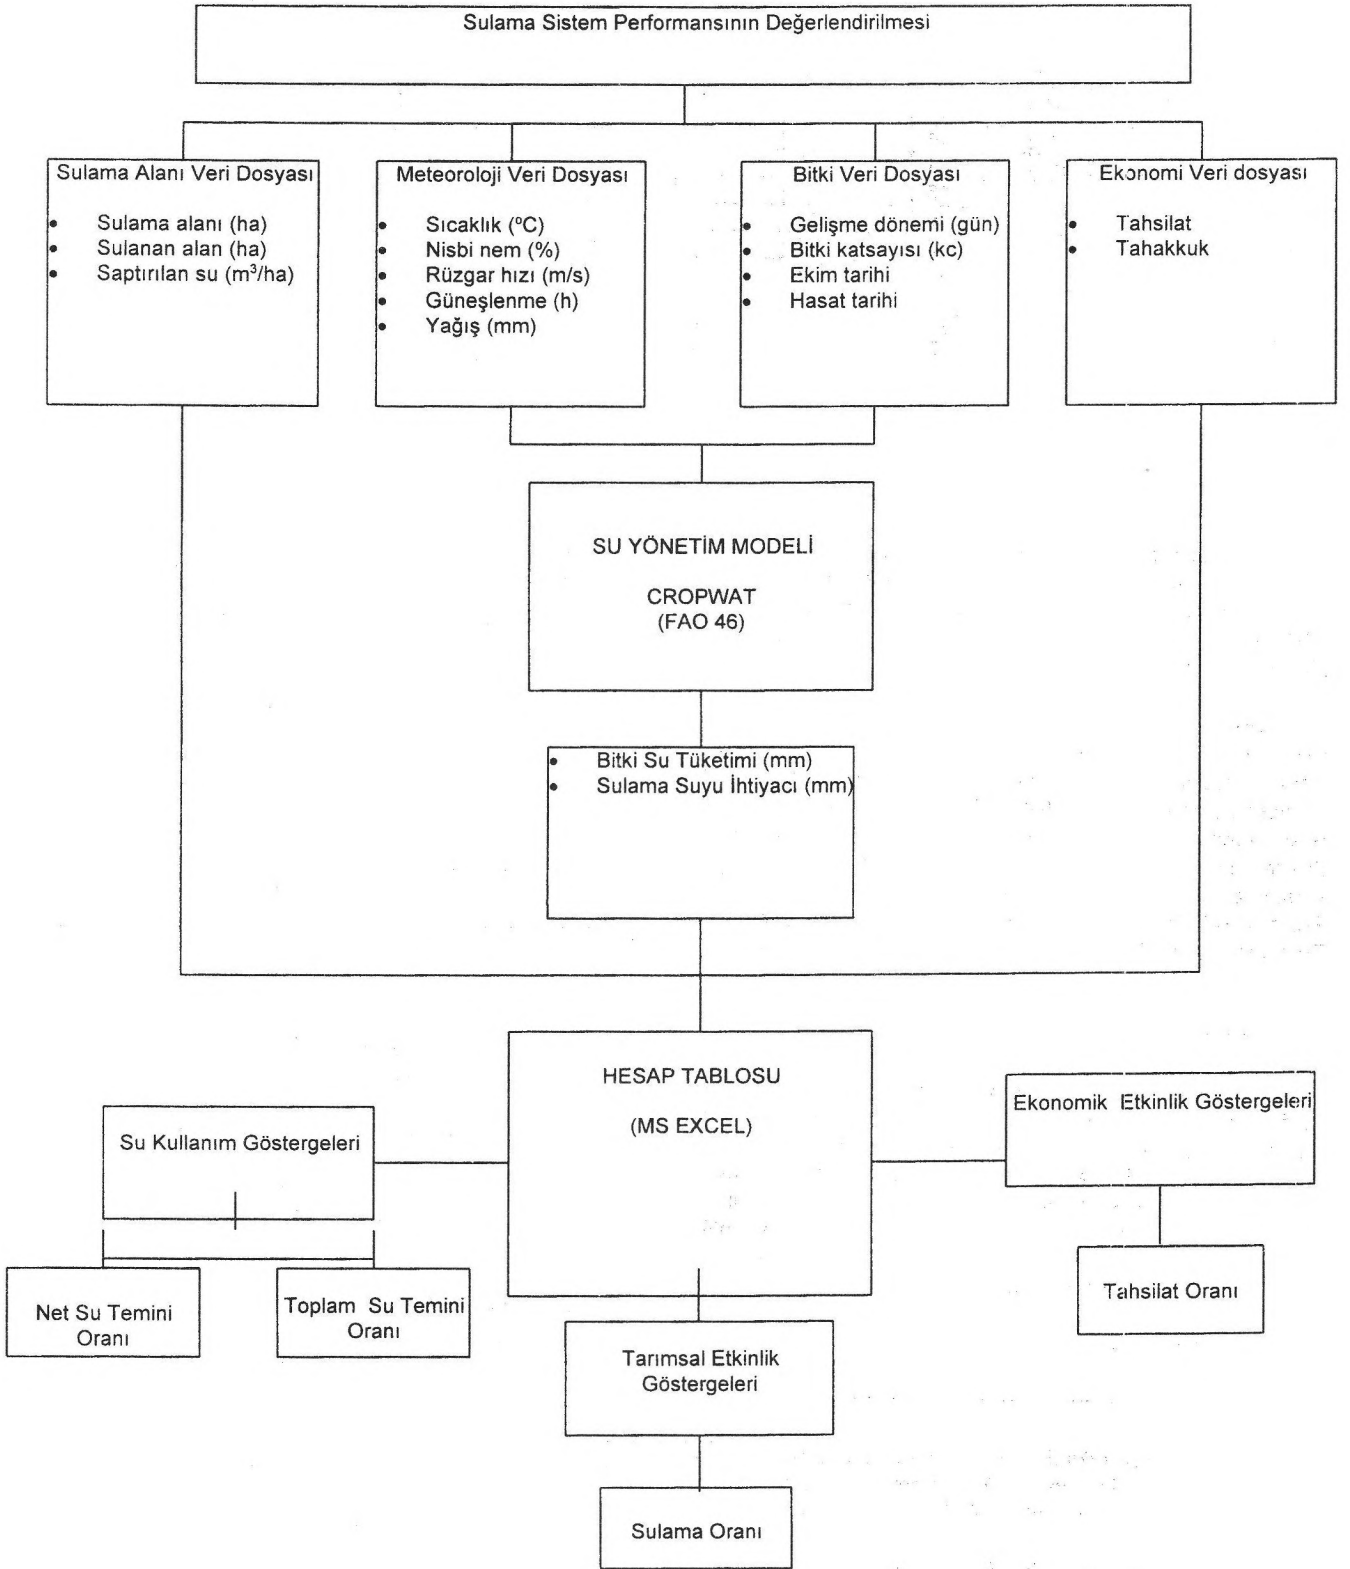 Sulama Sistem Performansının Değerlendirilmesi
Sulama Alanı Veri Dosyası
• Sulama alanı (ha)
• Sulanan alan (ha)
• Saptırılan su (m³/ha)
Meteoroloji Veri Dosyası
• Sıcaklık (ºC)
• Nisbi nem (%)
• Rüzgar hızı (m/s)
• Güneşlenme (h)
• Yağış (mm)
Bitki Veri Dosyası
• Gelişme dönemi (gün)
• Bitki katsayısı (kc)
• Ekim tarihi
• Hasat tarihi
Ekonomi Veri dosyası
• Tahsilat
• Tahakkuk
SU YÖNETİM MODELİ
CROPWAT
(FAO 46)
• Bitki Su Tüketimi (mm)
• Sulama Suyu İhtiyacı (mm)
HESAP TABLOSU
(MS EXCEL)
Su Kullanım Göstergeleri
Net Su Temini
Oranı
Toplam Su Temini
Oranı
Ekonomik Etkinlik Göstergeleri
Tahsilat Oranı
Tarımsal Etkinlik
Göstergeleri
Sulama Oranı